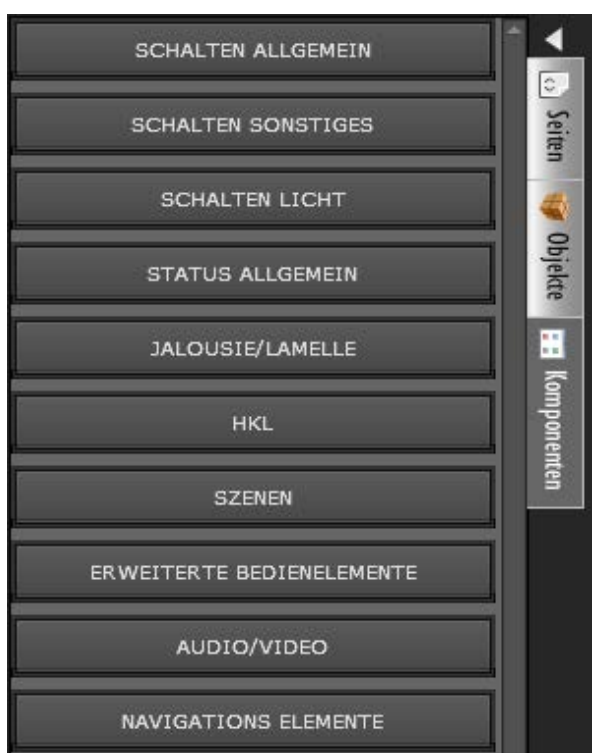 SCHALTEN ALLGEMEIN
SCHALTEN SONSTIGES
SCHALTEN LICHT
STATUS ALLGEMEIN
JALOUSIE/LAMELLE
HKL
SZENEN
ERWEITERTE BEDIENELEMENTE
AUDIO/VIDEO
NAVIGATIONS ELEMENTE
Seiten
Objekte
Komponenten